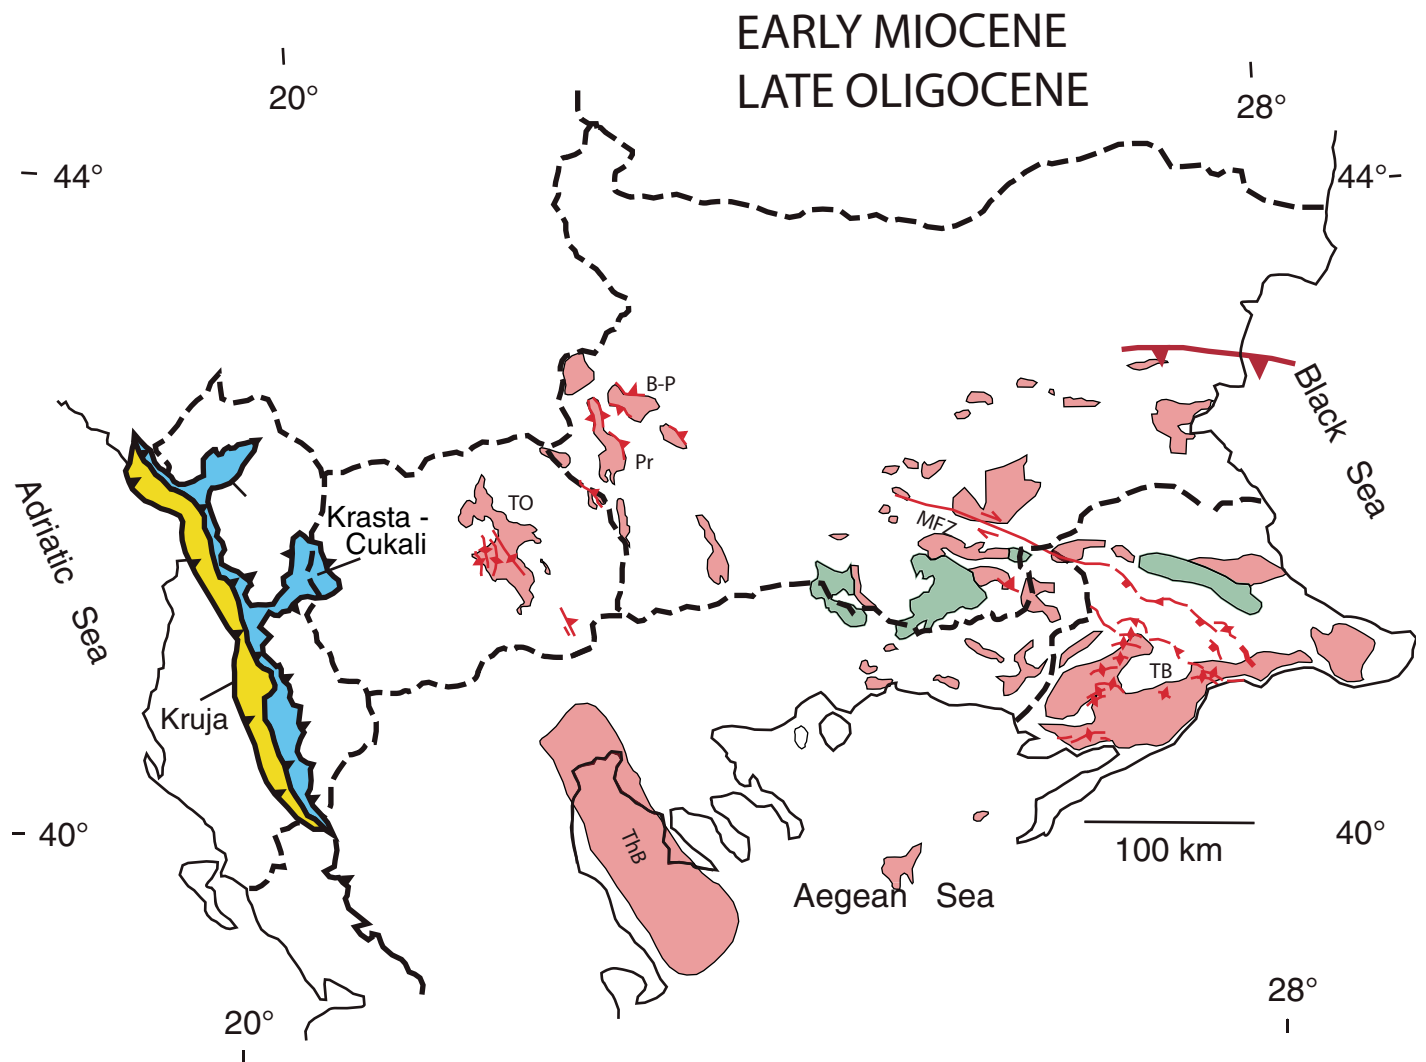 EARLY MIOCENE
LATE OLIGOCENE
20°
28°
44°
44°
Black Sea
B-P
Pr
TO
MFZ
Adriatic Sea
Krasta -
Cukali
Kruja
TB
ThB
40°
100 km
40°
Aegean Sea
28°
20°